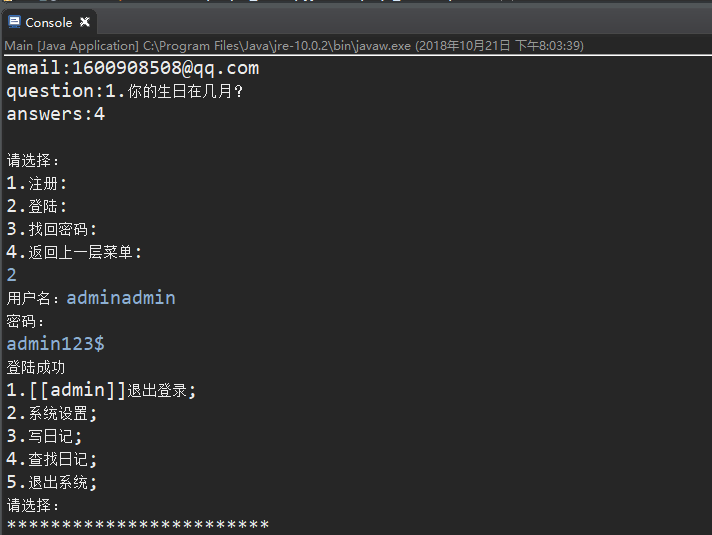 Console
Main [Java Application] C:\Program Files\Java\jre-10.0.2\bin\javaw.exe (2018年10月21日 下午8:03:39)
email:1600908508@qq.com
question:1.你的生日在几月?
answers:4
请选择:
1.注册:
2.登陆:
3.找回密码:
4.返回上一层菜单:
2
用户名: adminadmin
密码:
admin123$
登陆成功
1.[[admin]]退出登录;
2.系统设置;
3.写日记;
4.查找日记;
5.退出系统;
请选择:
************************